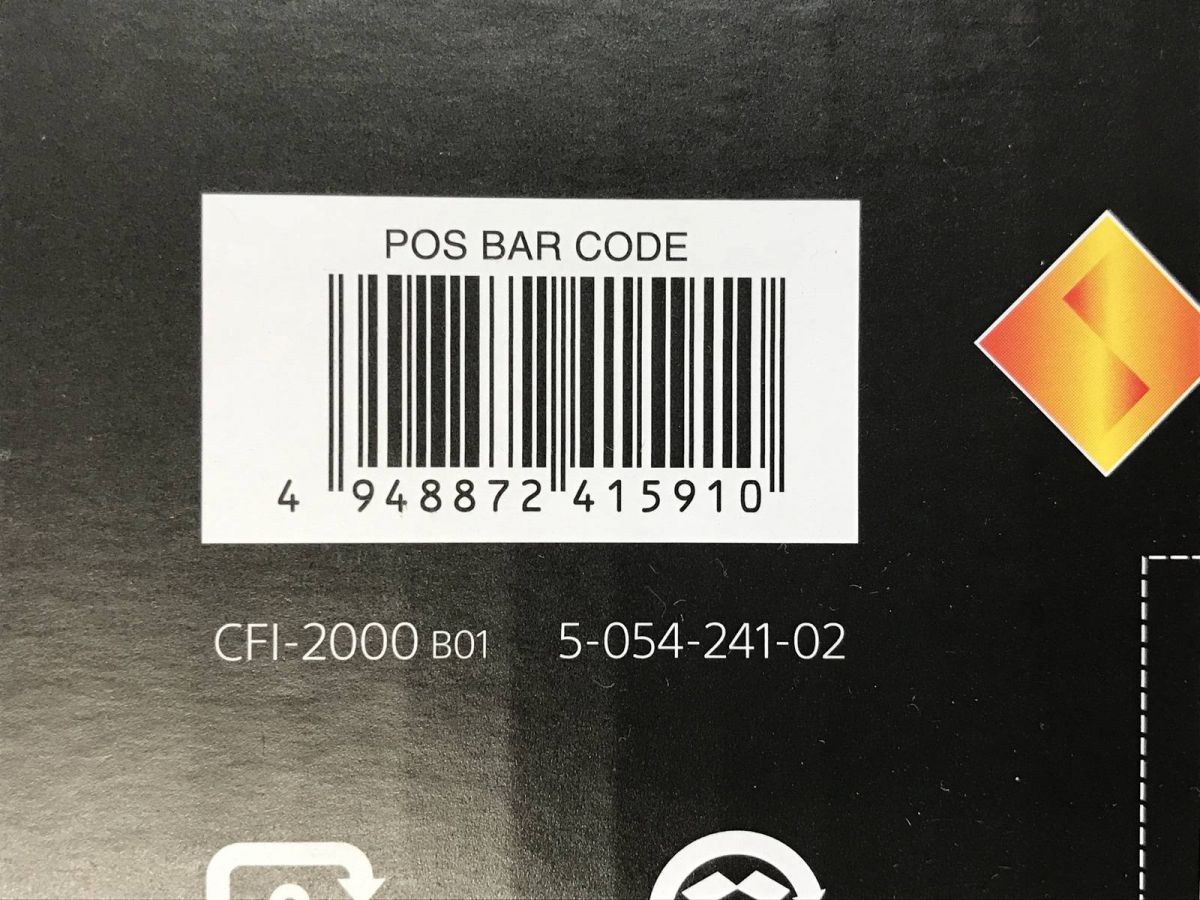 POS BAR CODE
4 948872 415910
CFI-2000 B01 5-054-241-02